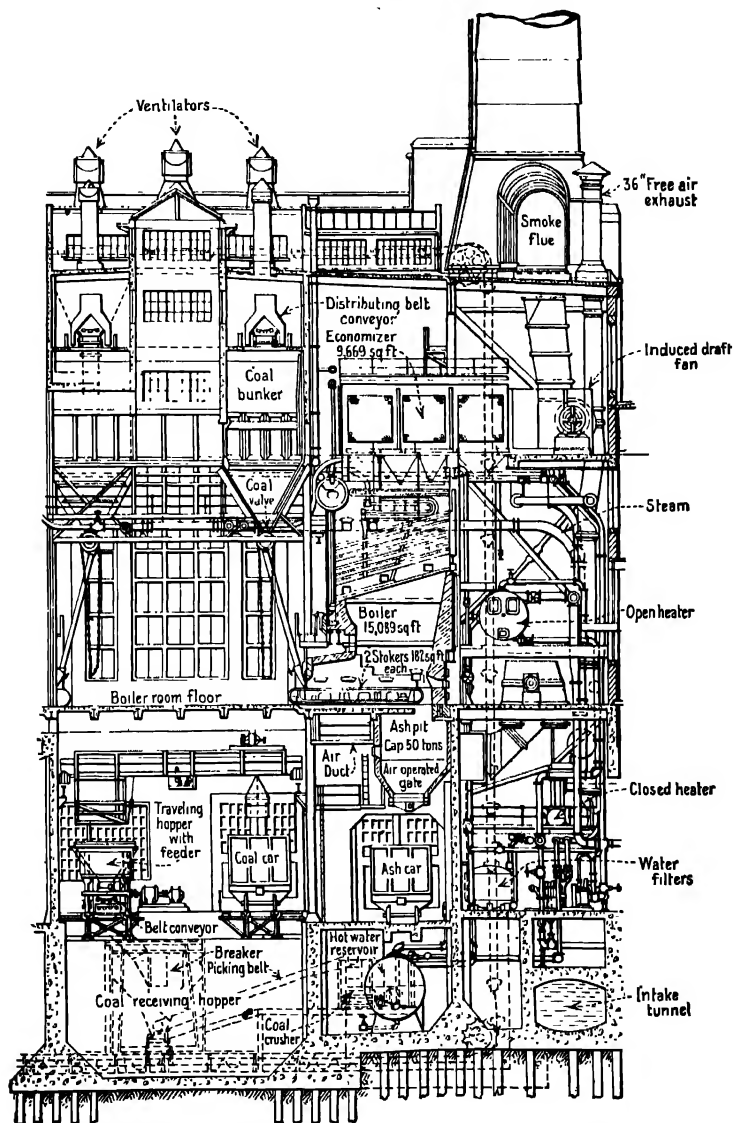 Ventilators
36" Free air
exhaust
Smoke
flue
Distributing belt
conveyor
Economizer
9,669 sq ft
Induced draft
fan
Coal
bunker
Coal
valve
Steam
Boiler
15,089 sq ft
Open heater
2 Stokers 182 sq ft
each
Boiler room floor
Ash pit
Cap 50 tons
Air
Duct
Air operated
gate
Closed heater
Traveling
hopper
with
feeder
Coal car
Ash car
Water
filters
Belt conveyor
Breaker
Picking belt
Hot water
reservoir
Coal receiving hopper
Coal
crusher
Intake
tunnel